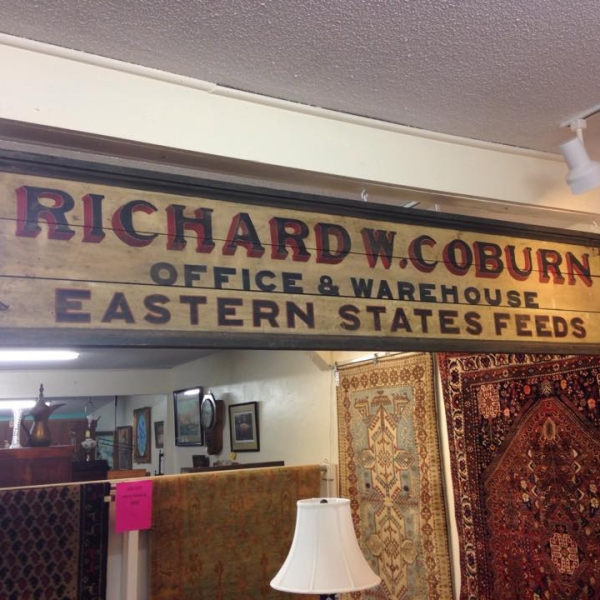 RICHARD W. COBURN
OFFICE & WAREHOUSE
EASTERN STATES FEEDS